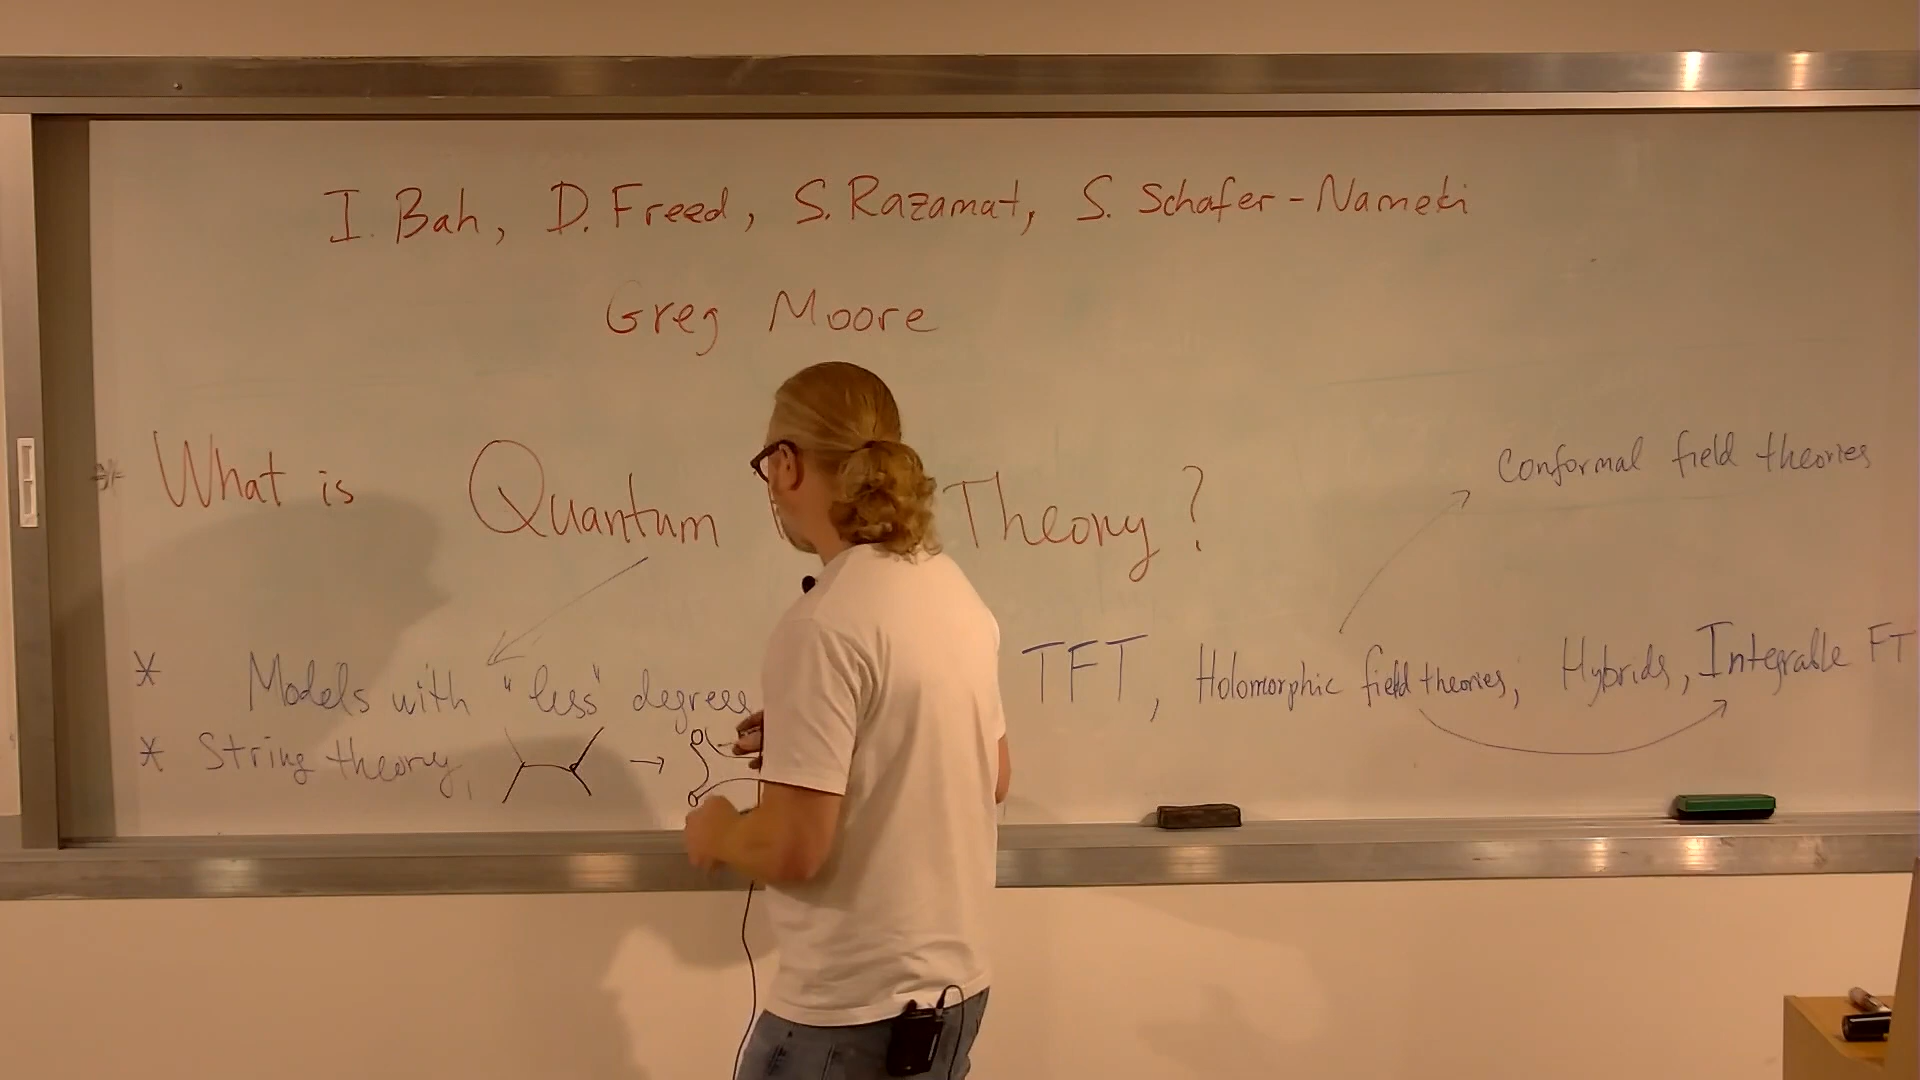 I. Bah, D. Freed, S. Razamat, S. Schafer-Nameki
Greg Moore
What is Quantum Theory?
Conformal field theories
* Models with "less" degrees TFT, Holomorphic field theories, Hybrids, Integrable FT
* String theory, →